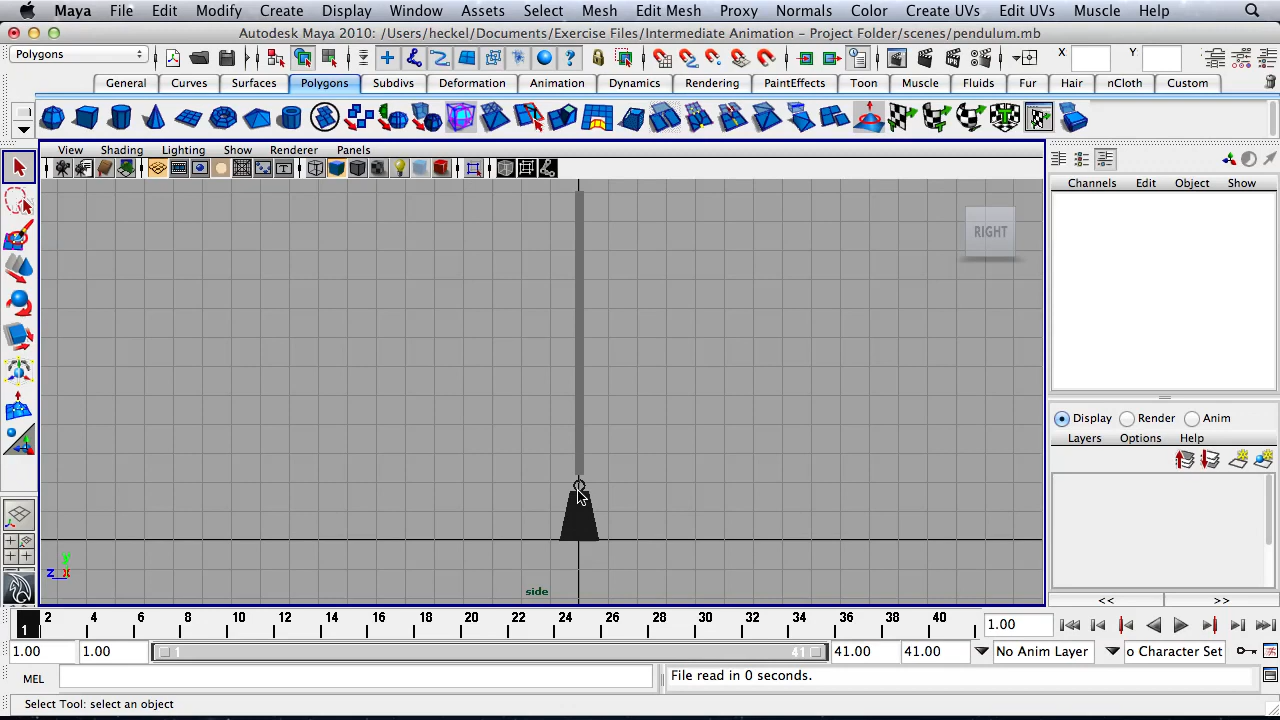 Maya File Edit Modify Create Display Window Assets Select Mesh Edit Mesh Proxy Normals Color Create UVs Edit UVs Muscle Help
Autodesk Maya 2010: /Users/heckel/Documents/Exercise Files/Intermediate Animation - Project Folder/scenes/pendulum.mb
Polygons X Y
General Curves Surfaces Polygons Subdivs Deformation Animation Dynamics Rendering PaintEffects Toon Muscle Fluids Fur Hair nCloth Custom
View Shading Lighting Show Renderer Panels
Channels Edit Object Show
RIGHT
Display Render Anim
Layers Options Help
y
z x
side
<< >>
1 2 4 6 8 10 12 14 16 18 20 22 24 26 28 30 32 34 36 38 40 1.00
1.00 1.00 1 41 41.00 41.00 No Anim Layer o Character Set
MEL File read in 0 seconds.
Select Tool: select an object